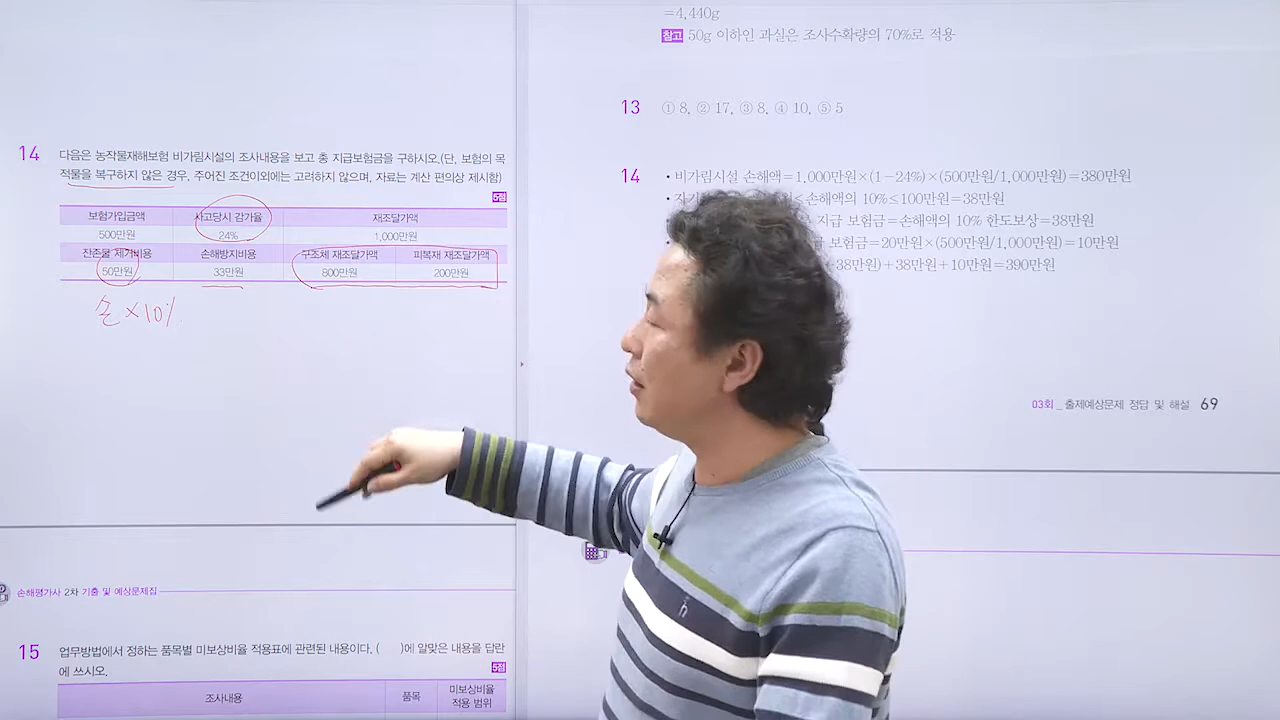 14 다음은 농작물재해보험 비가림시설의 조사내용을 보고 총 지급보험금을 구하시오.(단, 보험의 목
적물을 복구하지 않은 경우, 주어진 조건이외에는 고려하지 않으며, 자료는 계산 편의상 제시함)
5점
보험가입금액 사고당시 감가율 재조달가액
500만원 24% 1,000만원
잔존물 제거비용 손해방지비용 구조체 재조달가액 피복재 재조달가액
50만원 33만원 800만원 200만원
손×10%
손해평가사 2차 기출 및 예상문제집
15 업무방법에서 정하는 품목별 미보상비율 적용표에 관련된 내용이다. ( )에 알맞은 내용을 답란
에 쓰시오.
5점
조사내용 품목 미보상비율
적용 범위
=4,440g
참고 50g 이하인 과실은 조사수확량의 70%로 적용
13 ① 8, ② 17, ③ 8, ④ 10, ⑤ 5
14 • 비가림시설 손해액=1,000만원×(1-24%)×(500만원/1,000만원)=380만원
• 자기 ≤손해액의 10%≤100만원=38만원
지급 보험금=손해액의 10% 한도보상=38만원
• 급 보험금=20만원×(500만원/1,000만원)=10만원
+38만원)+38만원+10만원=390만원
03회 _ 출제예상문제 정답 및 해설 69